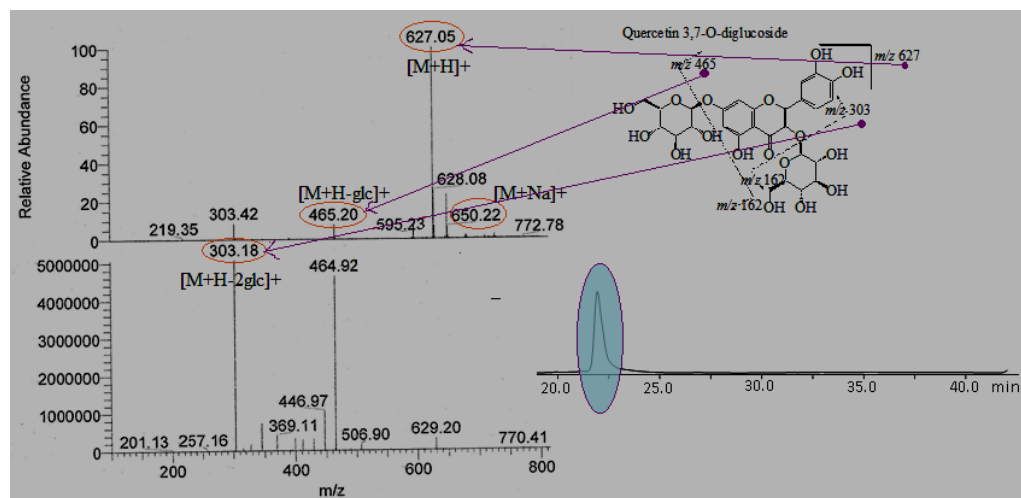 Quercetin 3,7-O-diglucoside
m/z 627
m/z 465
m/z 303
m/z 162
m/z 162
OH
OH
HO
HO
OH
OH
OH
O
O
O
O
O
O
O
OH
OH
OH
OH
HO
Relative Abundance
100
80
60
40
20
0
627.05
[M+H]+
628.08
[M+Na]+
[M+H-glc]+
303.42
465.20
595.23
650.22
772.78
219.35
303.18
[M+H-2glc]+
464.92
5000000
4000000
3000000
2000000
1000000
0
446.97
369.11
201.13
257.16
506.90
629.20
770.41
200
400
600
800
m/z
20.0
25.0
30.0
35.0
40.0
min